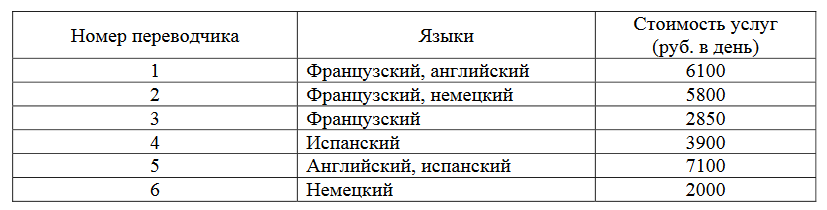 Номер переводчика Языки Стоимость услуг
(руб. в день)
1 Французский, английский 6100
2 Французский, немецкий 5800
3 Французский 2850
4 Испанский 3900
5 Английский, испанский 7100
6 Немецкий 2000